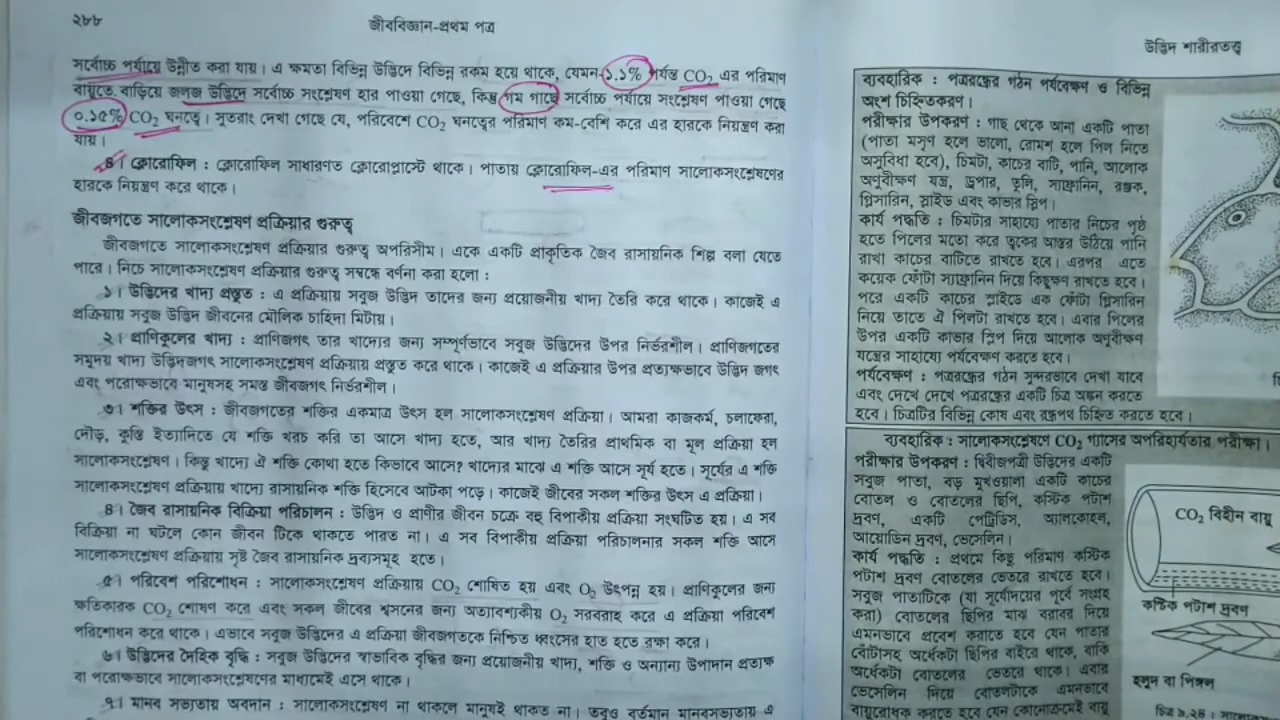 ২৮৮
জীববিজ্ঞান-প্রথম পত্র
সর্বোচ্চ পর্যায়ে উন্নীত করা যায়। এ ক্ষমতা বিভিন্ন উদ্ভিদে বিভিন্ন রকম হয়ে থাকে, যেমন-১.১% পর্যন্ত CO₂ এর পরিমাণ
বায়ুতে বাড়িয়ে জলজ উদ্ভিদে সর্বোচ্চ সংশ্লেষণ হার পাওয়া গেছে, কিন্তু গম গাছে সর্বোচ্চ পর্যায়ে সংশ্লেষণ পাওয়া গেছে
০.১৫% CO₂ ঘনত্বে। সুতরাং দেখা গেছে যে, পরিবেশে CO₂ ঘনত্বের পরিমাণ কম-বেশি করে এর হারকে নিয়ন্ত্রণ করা
যায়।
৪। ক্লোরোফিল : ক্লোরোফিল সাধারণত ক্লোরোপ্লাস্টে থাকে। পাতায় ক্লোরোফিল-এর পরিমাণ সালোকসংশ্লেষণের
হারকে নিয়ন্ত্রণ করে থাকে।
জীবজগতে সালোকসংশ্লেষণ প্রক্রিয়ার গুরুত্ব
জীবজগতে সালোকসংশ্লেষণ প্রক্রিয়ার গুরুত্ব অপরিসীম। একে একটি প্রাকৃতিক জৈব রাসায়নিক শিল্প বলা যেতে
পারে। নিচে সালোকসংশ্লেষণ প্রক্রিয়ার গুরুত্ব সম্বন্ধে বর্ণনা করা হলো :
১। উদ্ভিদের খাদ্য প্রস্তুত : এ প্রক্রিয়ায় সবুজ উদ্ভিদ তাদের জন্য প্রয়োজনীয় খাদ্য তৈরি করে থাকে। কাজেই এ
প্রক্রিয়ায় সবুজ উদ্ভিদ জীবনের মৌলিক চাহিদা মিটায়।
২। প্রাণিকুলের খাদ্য : প্রাণিজগৎ তার খাদ্যের জন্য সম্পূর্ণভাবে সবুজ উদ্ভিদের উপর নির্ভরশীল। প্রাণিজগতের
সমুদয় খাদ্য উদ্ভিদজগৎ সালোকসংশ্লেষণ প্রক্রিয়ায় প্রস্তুত করে থাকে। কাজেই এ প্রক্রিয়ার উপর প্রত্যক্ষভাবে উদ্ভিদ জগৎ
এবং পরোক্ষভাবে মানুষসহ সমস্ত জীবজগৎ নির্ভরশীল।
৩। শক্তির উৎস : জীবজগতের শক্তির একমাত্র উৎস হল সালোকসংশ্লেষণ প্রক্রিয়া। আমরা কাজকর্ম, চলাফেরা,
দৌড়, কুস্তি ইত্যাদিতে যে শক্তি খরচ করি তা আসে খাদ্য হতে, আর খাদ্য তৈরির প্রাথমিক বা মূল প্রক্রিয়া হল
সালোকসংশ্লেষণ। কিন্তু খাদ্যে ঐ শক্তি কোথা হতে কিভাবে আসে? খাদ্যের মাঝে এ শক্তি আসে সূর্য হতে। সূর্যের এ শক্তি
সালোকসংশ্লেষণ প্রক্রিয়ায় খাদ্যে রাসায়নিক শক্তি হিসেবে আটকা পড়ে। কাজেই জীবের সকল শক্তির উৎস এ প্রক্রিয়া।
৪। জৈব রাসায়নিক বিক্রিয়া পরিচালন : উদ্ভিদ ও প্রাণীর জীবন চক্রে বহু বিপাকীয় প্রক্রিয়া সংঘটিত হয়। এ সব
বিক্রিয়া না ঘটলে কোন জীবন টিকে থাকতে পারত না। এ সব বিপাকীয় প্রক্রিয়া পরিচালনার সকল শক্তি আসে
সালোকসংশ্লেষণ প্রক্রিয়ায় সৃষ্ট জৈব রাসায়নিক দ্রব্যসমূহ হতে।
৫। পরিবেশ পরিশোধন : সালোকসংশ্লেষণ প্রক্রিয়ায় CO₂ শোষিত হয় এবং O₂ উৎপন্ন হয়। প্রাণিকুলের জন্য
ক্ষতিকারক CO₂ শোষণ করে এবং সকল জীবের শ্বসনের জন্য অত্যাবশ্যকীয় O₂ সরবরাহ করে এ প্রক্রিয়া পরিবেশ
পরিশোধন করে থাকে। এভাবে সবুজ উদ্ভিদের এ প্রক্রিয়া জীবজগতকে নিশ্চিত ধ্বংসের হাত হতে রক্ষা করে।
৬। উদ্ভিদের দৈহিক বৃদ্ধি : সবুজ উদ্ভিদের স্বাভাবিক বৃদ্ধির জন্য প্রয়োজনীয় খাদ্য, শক্তি ও অন্যান্য উপাদান প্রত্যক্ষ
বা পরোক্ষভাবে সালোকসংশ্লেষণের মাধ্যমেই এসে থাকে।
৭। মানব সভ্যতায় অবদান : সালোকসংশ্লেষণ না থাকলে মানুষই থাকত না। তবুও বর্তমান মানবসভ্যতায় এ
উদ্ভিদ শারীরতত্ত্ব
ব্যবহারিক : পত্ররন্ধ্রের গঠন পর্যবেক্ষণ ও বিভিন্ন
অংশ চিহ্নিতকরণ।
পরীক্ষার উপকরণ : গাছ থেকে আনা একটি পাতা
(পাতা মসৃণ হলে ভালো, রোমশ হলে পিল নিতে
অসুবিধা হবে), চিমটা, কাচের বাটি, পানি, আলোক
অণুবীক্ষণ যন্ত্র, ড্রপার, তুলি, স্যাফ্রানিন, রঞ্জক,
গ্লিসারিন, স্লাইড এবং কাভার স্লিপ।
কার্য পদ্ধতি : চিমটার সাহায্যে পাতার নিচের পৃষ্ঠ
হতে পিলের মতো করে ত্বকের আস্তর উঠিয়ে পানি
রাখা কাচের বাটিতে রাখতে হবে। এরপর এতে
কয়েক ফোঁটা স্যাফ্রানিন দিয়ে কিছুক্ষণ রাখতে হবে।
পরে একটি কাচের স্লাইডে এক ফোঁটা গ্লিসারিন
নিয়ে তাতে ঐ পিলটা রাখতে হবে। এবার পিলের
উপর একটি কাভার স্লিপ দিয়ে আলোক অণুবীক্ষণ
যন্ত্রের সাহায্যে পর্যবেক্ষণ করতে হবে।
পর্যবেক্ষণ : পত্ররন্ধ্রের গঠন সুন্দরভাবে দেখা যাবে
এবং দেখে দেখে পত্ররন্ধ্রের একটি চিত্র অঙ্কন করতে
হবে। চিত্রটির বিভিন্ন কোষ এবং রন্ধ্রপথ চিহ্নিত করতে হবে।
ব্যবহারিক : সালোকসংশ্লেষণে CO₂ গ্যাসের অপরিহার্যতার পরীক্ষা।
পরীক্ষার উপকরণ : দ্বিবীজপত্রী উদ্ভিদের একটি
সবুজ পাতা, বড় মুখওয়ালা একটি কাচের
বোতল ও বোতলের ছিপি, কস্টিক পটাশ
দ্রবণ, একটি পেট্রিডিস, অ্যালকোহল,
আয়োডিন দ্রবণ, ভেসেলিন।
কার্য পদ্ধতি : প্রথমে কিছু পরিমাণ কস্টিক
পটাশ দ্রবণ বোতলের ভেতরে রাখতে হবে।
সবুজ পাতাটিকে (যা সূর্যোদয়ের পূর্বে সংগ্রহ
করা) বোতলের ছিপির মাঝ বরাবর দিয়ে
এমনভাবে প্রবেশ করাতে হবে যেন পাতার
বোঁটাসহ অর্ধেকটা ছিপির বাইরে থাকে, বাকি
অর্ধেকটা বোতলের ভেতরে থাকে। এবার
ভেসেলিন দিয়ে বোতলটাকে এমনভাবে
বায়ুরোধক করতে হবে যেন কোনোক্রমেই বায়ু
CO₂ বিহীন বায়ু
কস্টিক পটাশ দ্রবণ
হলুদ বা পিঙ্গল
চিত্র ৯.২৪ :